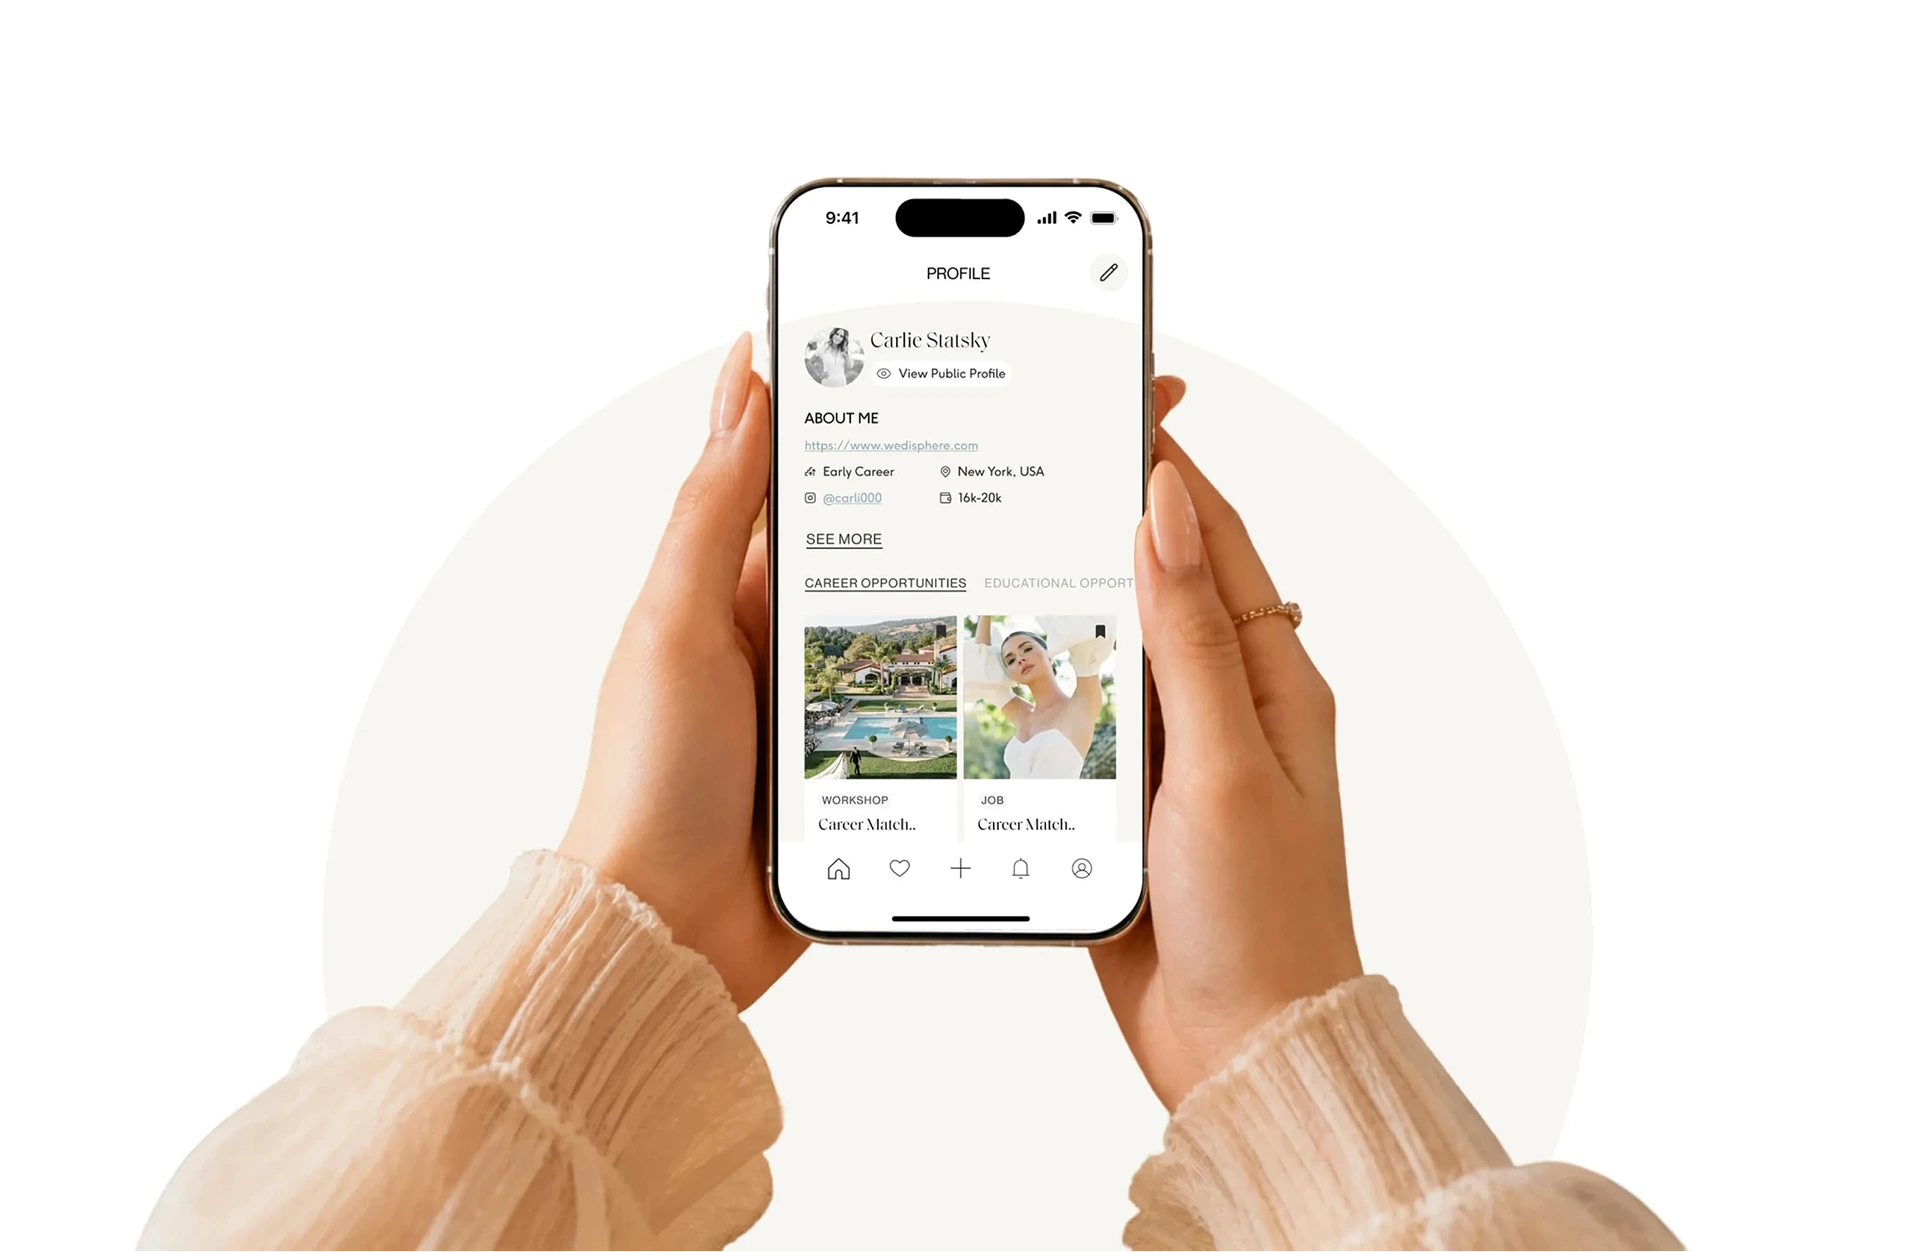 9:41
PROFILE
Carlie Statsky
View Public Profile
ABOUT ME
https://www.wedisphere.com
Early Career
New York, USA
@carli000
16k-20k
SEE MORE
CAREER OPPORTUNITIES EDUCATIONAL OPPORT
WORKSHOP
JOB
Career Match..
Career Match..